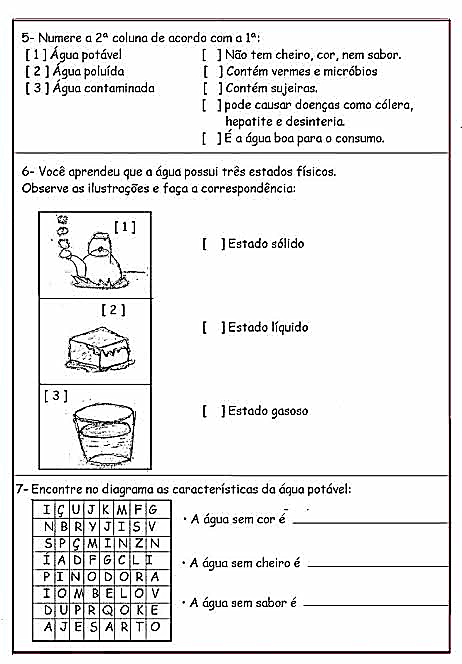 5- Numere a 2ª coluna de acordo com a 1ª:
[ 1 ] Água potável [ ] Não tem cheiro, cor, nem sabor.
[ 2 ] Água poluída [ ] Contém vermes e micróbios
[ 3 ] Água contaminada [ ] Contém sujeiras.
[ ] pode causar doenças como cólera,
hepatite e desinteria.
[ ] É a água boa para o consumo.
6- Você aprendeu que a água possui três estados físicos.
Observe as ilustrações e faça a correspondência:
[ 1 ]
[ ] Estado sólido
[ 2 ]
[ ] Estado líquido
[ 3 ]
[ ] Estado gasoso
7- Encontre no diagrama as características da água potável:
I Ç U J K M F G
N B R Y J I S V
S P Ç M I N Z N
Í A D F G C L I
P I N O D O R A
I O M B E L O V
D U P R Q O K E
A J E S A R T O
• A água sem cor é
• A água sem cheiro é
• A água sem sabor é